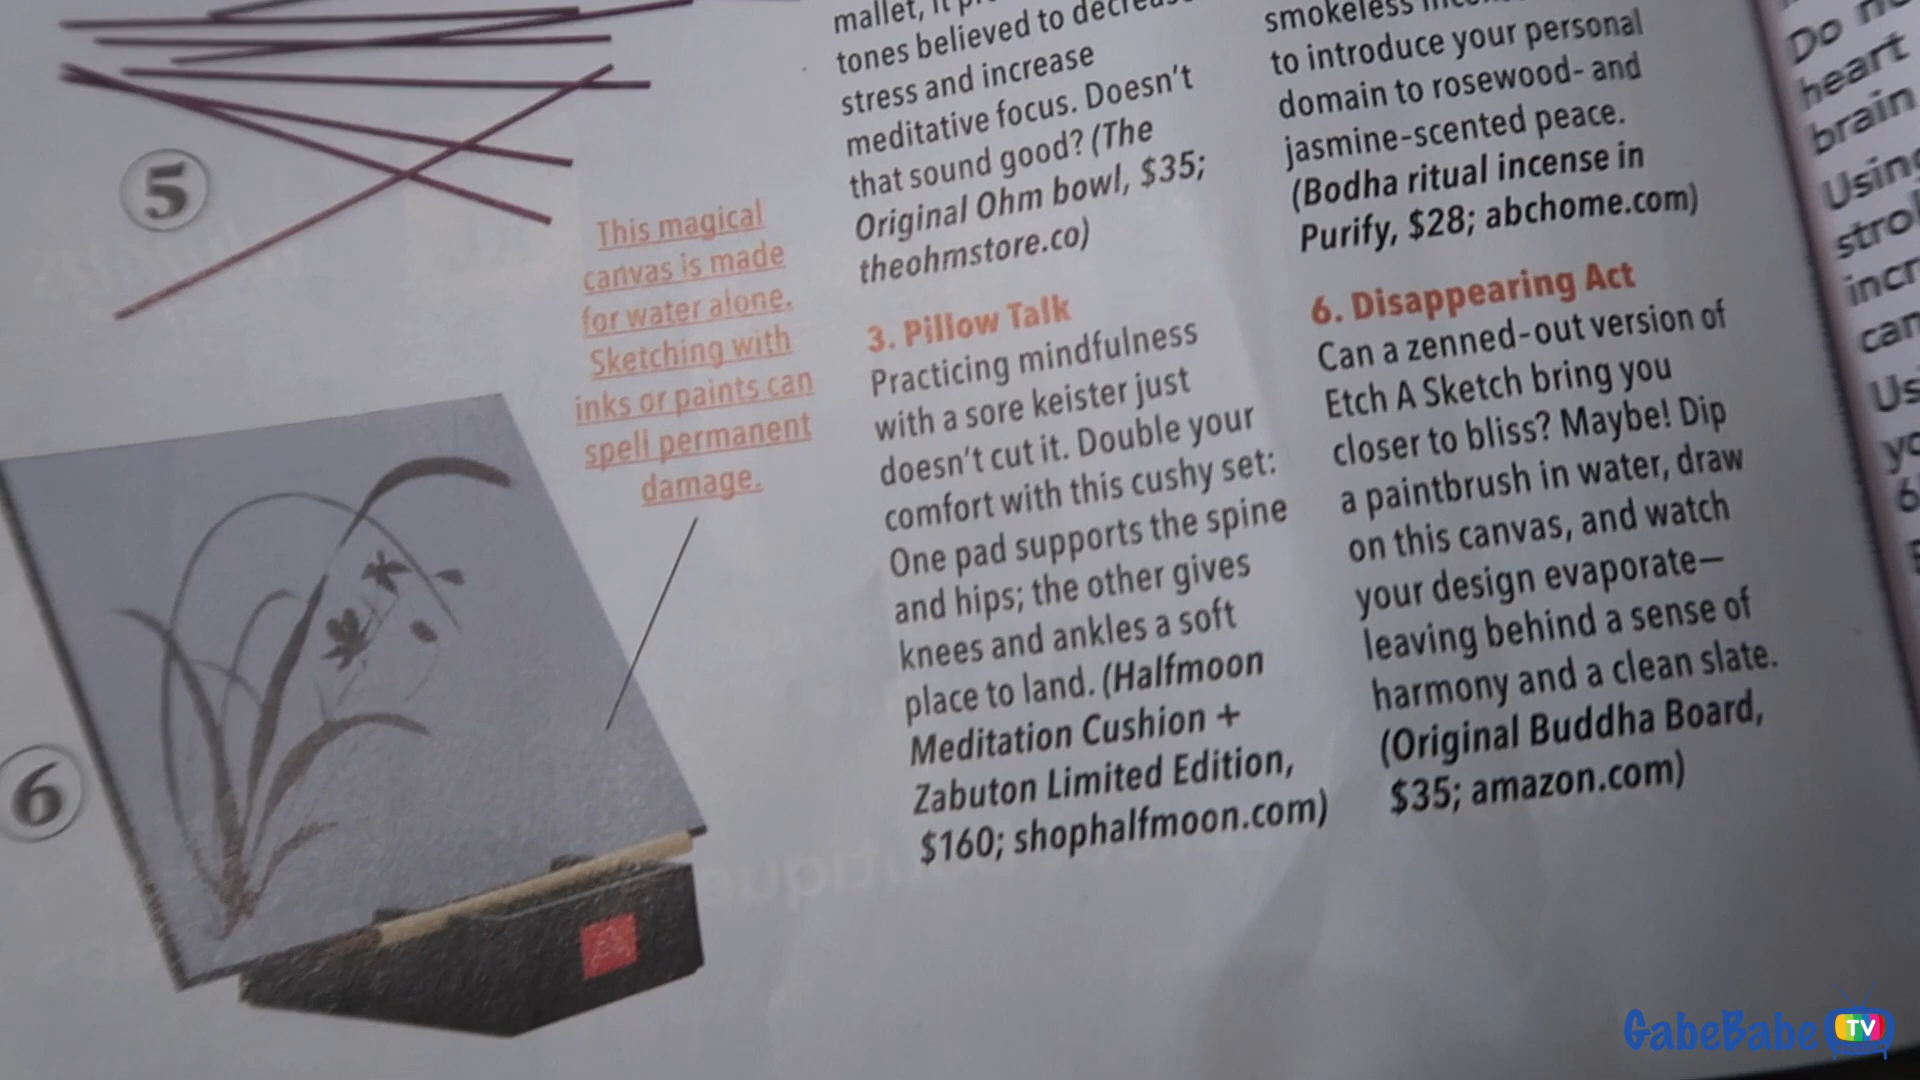 5
This magical
canvas is made
for water alone.
Sketching with
inks or paints can
spell permanent
damage.
6
mallet, it
tones believed to decrease
stress and increase
meditative focus. Doesn't
that sound good? (The
Original Ohm bowl, $35;
theohmstore.co)
3. Pillow Talk
Practicing mindfulness
with a sore keister just
doesn't cut it. Double your
comfort with this cushy set:
One pad supports the spine
and hips; the other gives
knees and ankles a soft
place to land. (Halfmoon
Meditation Cushion +
Zabuton Limited Edition,
$160; shophalfmoon.com)
smokeless
to introduce your personal
domain to rosewood- and
jasmine-scented peace.
(Bodha ritual incense in
Purify, $28; abchome.com)
6. Disappearing Act
Can a zenned-out version of
Etch A Sketch bring you
closer to bliss? Maybe! Dip
a paintbrush in water, draw
on this canvas, and watch
your design evaporate—
leaving behind a sense of
harmony and a clean slate.
(Original Buddha Board,
$35; amazon.com)
Do
heart
brain
Using
GabeBabe TV